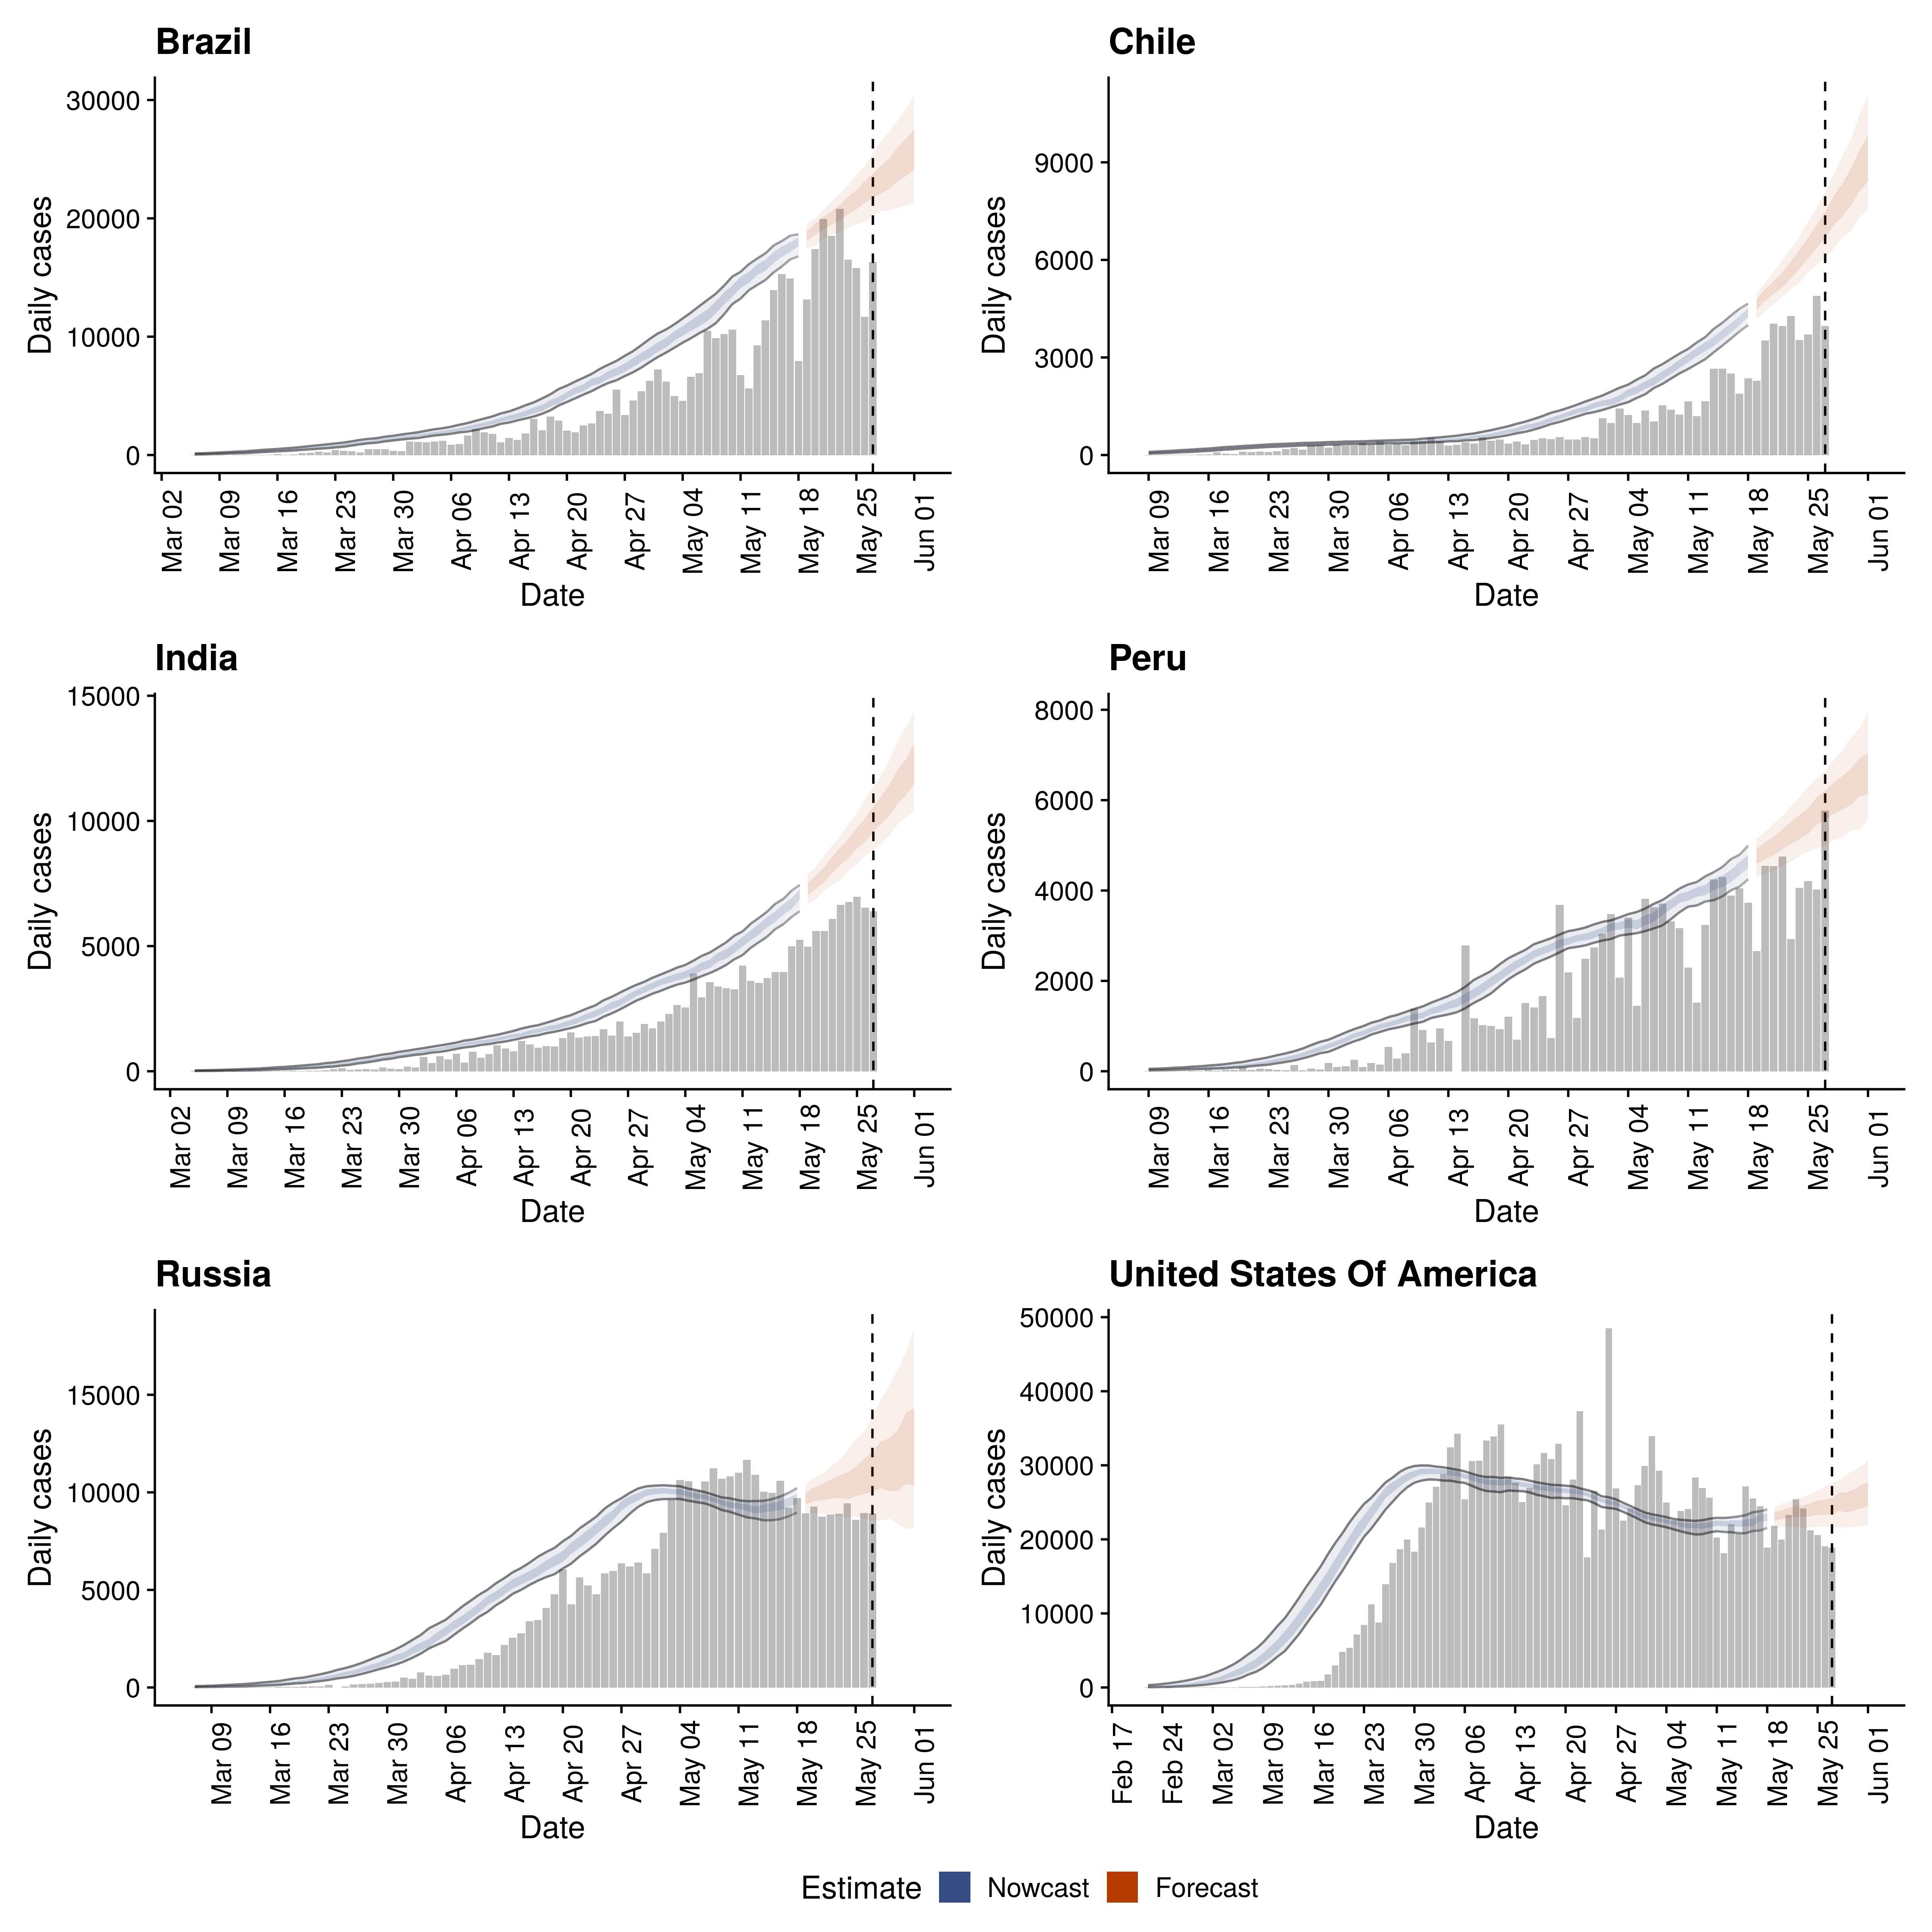 Brazil
Daily cases
30000
20000
10000
0
Mar 02
Mar 09
Mar 16
Mar 23
Mar 30
Apr 06
Apr 13
Apr 20
Apr 27
May 04
May 11
May 18
May 25
Jun 01
Date
Chile
Daily cases
9000
6000
3000
0
Mar 09
Mar 16
Mar 23
Mar 30
Apr 06
Apr 13
Apr 20
Apr 27
May 04
May 11
May 18
May 25
Jun 01
Date
India
Daily cases
15000
10000
5000
0
Mar 02
Mar 09
Mar 16
Mar 23
Mar 30
Apr 06
Apr 13
Apr 20
Apr 27
May 04
May 11
May 18
May 25
Jun 01
Date
Peru
Daily cases
8000
6000
4000
2000
0
Mar 09
Mar 16
Mar 23
Mar 30
Apr 06
Apr 13
Apr 20
Apr 27
May 04
May 11
May 18
May 25
Jun 01
Date
Russia
Daily cases
15000
10000
5000
0
Mar 09
Mar 16
Mar 23
Mar 30
Apr 06
Apr 13
Apr 20
Apr 27
May 04
May 11
May 18
May 25
Jun 01
Date
United States Of America
Daily cases
50000
40000
30000
20000
10000
0
Feb 17
Feb 24
Mar 02
Mar 09
Mar 16
Mar 23
Mar 30
Apr 06
Apr 13
Apr 20
Apr 27
May 04
May 11
May 18
May 25
Jun 01
Date
Estimate Nowcast Forecast